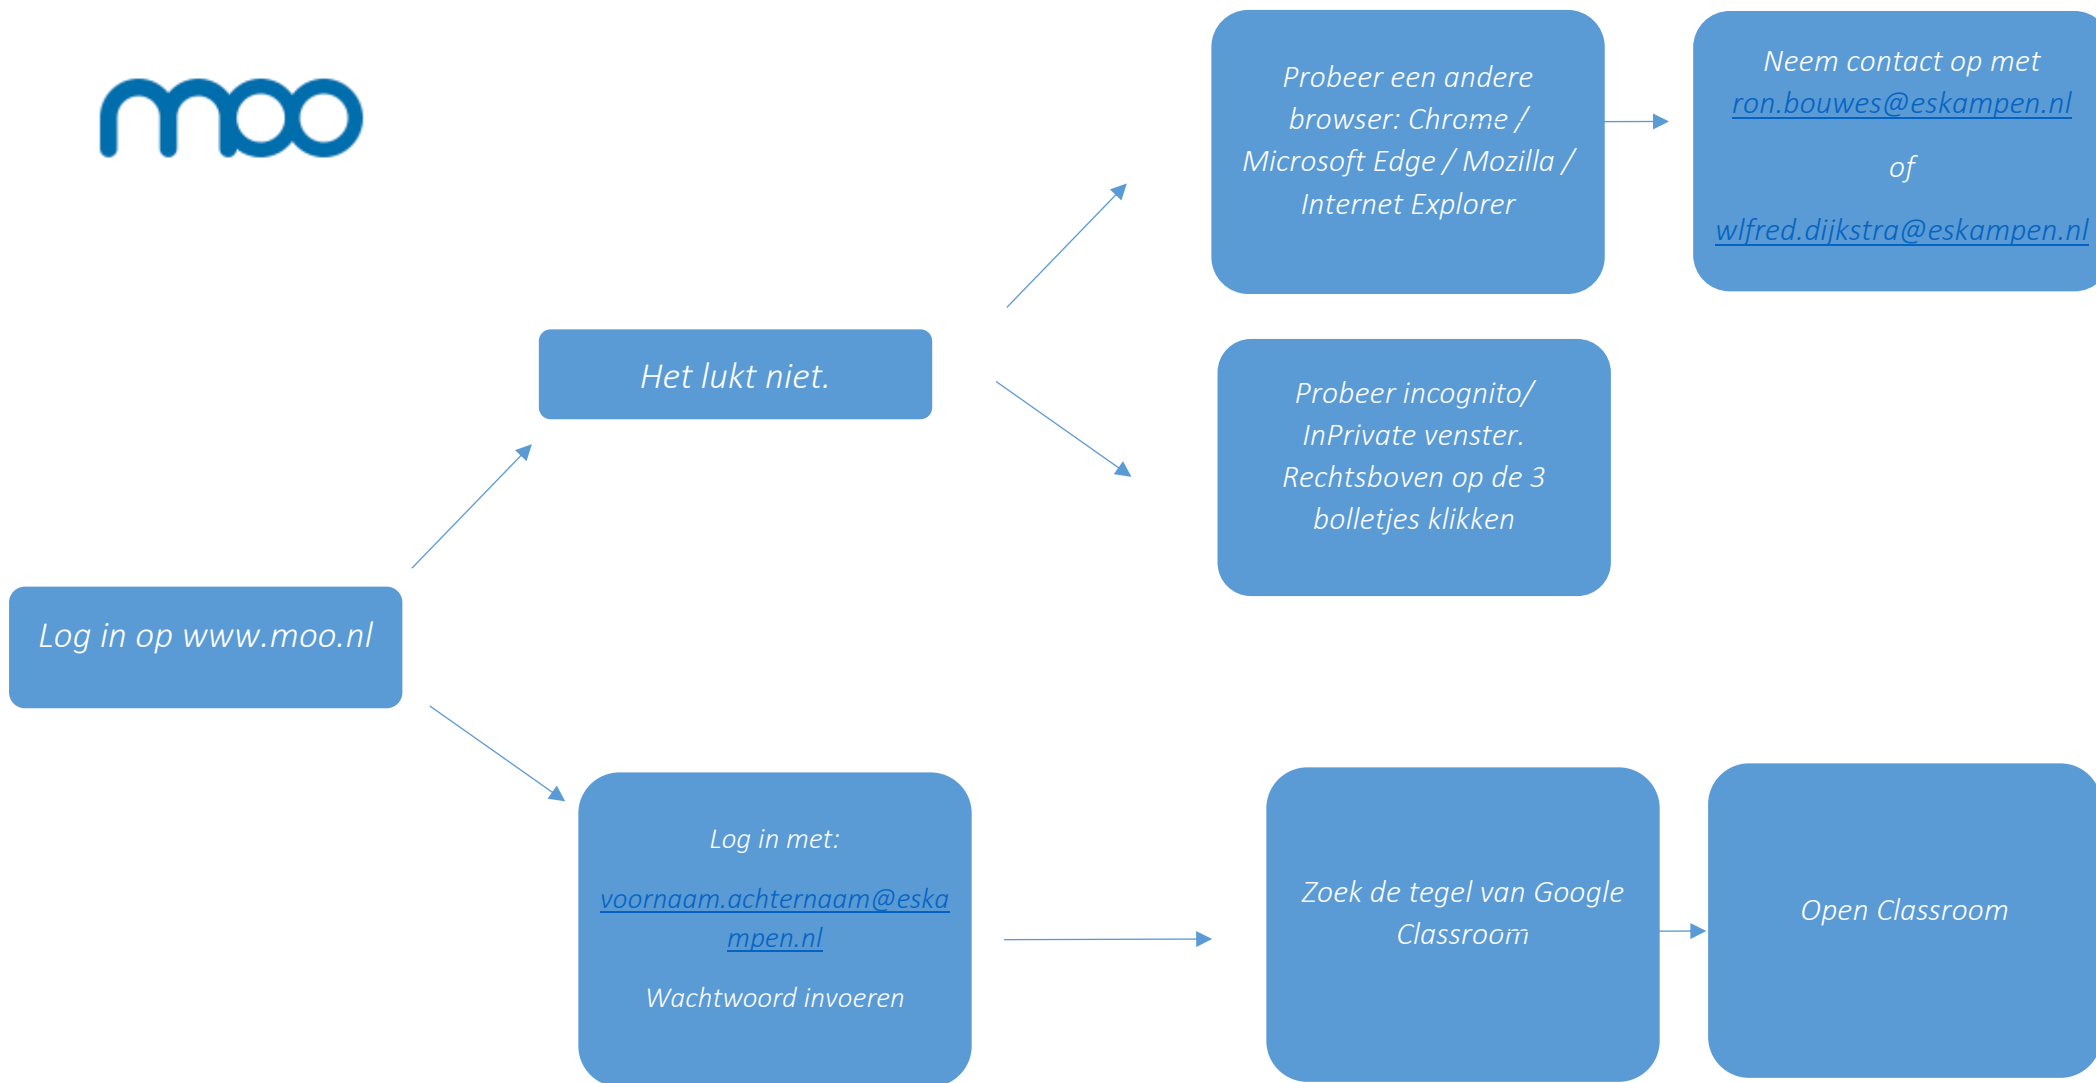 moo
Probeer een andere
browser: Chrome /
Microsoft Edge / Mozilla /
Internet Explorer
Neem contact op met
ron.bouwes@eskampen.nl
of
wlfred.dijkstra@eskampen.nl
Het lukt niet.
Probeer incognito/
InPrivate venster.
Rechtsboven op de 3
bolletjes klikken
Log in op www.moo.nl
Log in met:
voornaam.achternaam@eska
mpen.nl
Wachtwoord invoeren
Zoek de tegel van Google
Classroom
Open Classroom